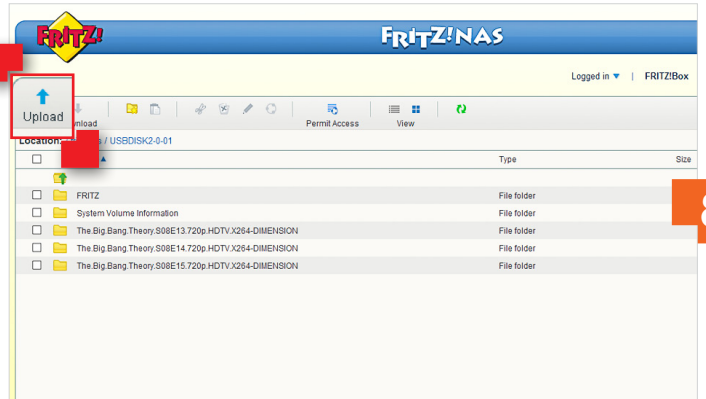 FRITZ!
FRITZ!NAS
Logged in | FRITZ!Box
Upload
Permit Access View
/ USBDISK2-0-01
Type Size
FRITZ File folder
System Volume Information File folder
The.Big.Bang.Theory.S08E13.720p.HDTV.X264-DIMENSION File folder
The.Big.Bang.Theory.S08E14.720p.HDTV.X264-DIMENSION File folder
The.Big.Bang.Theory.S08E15.720p.HDTV.X264-DIMENSION File folder